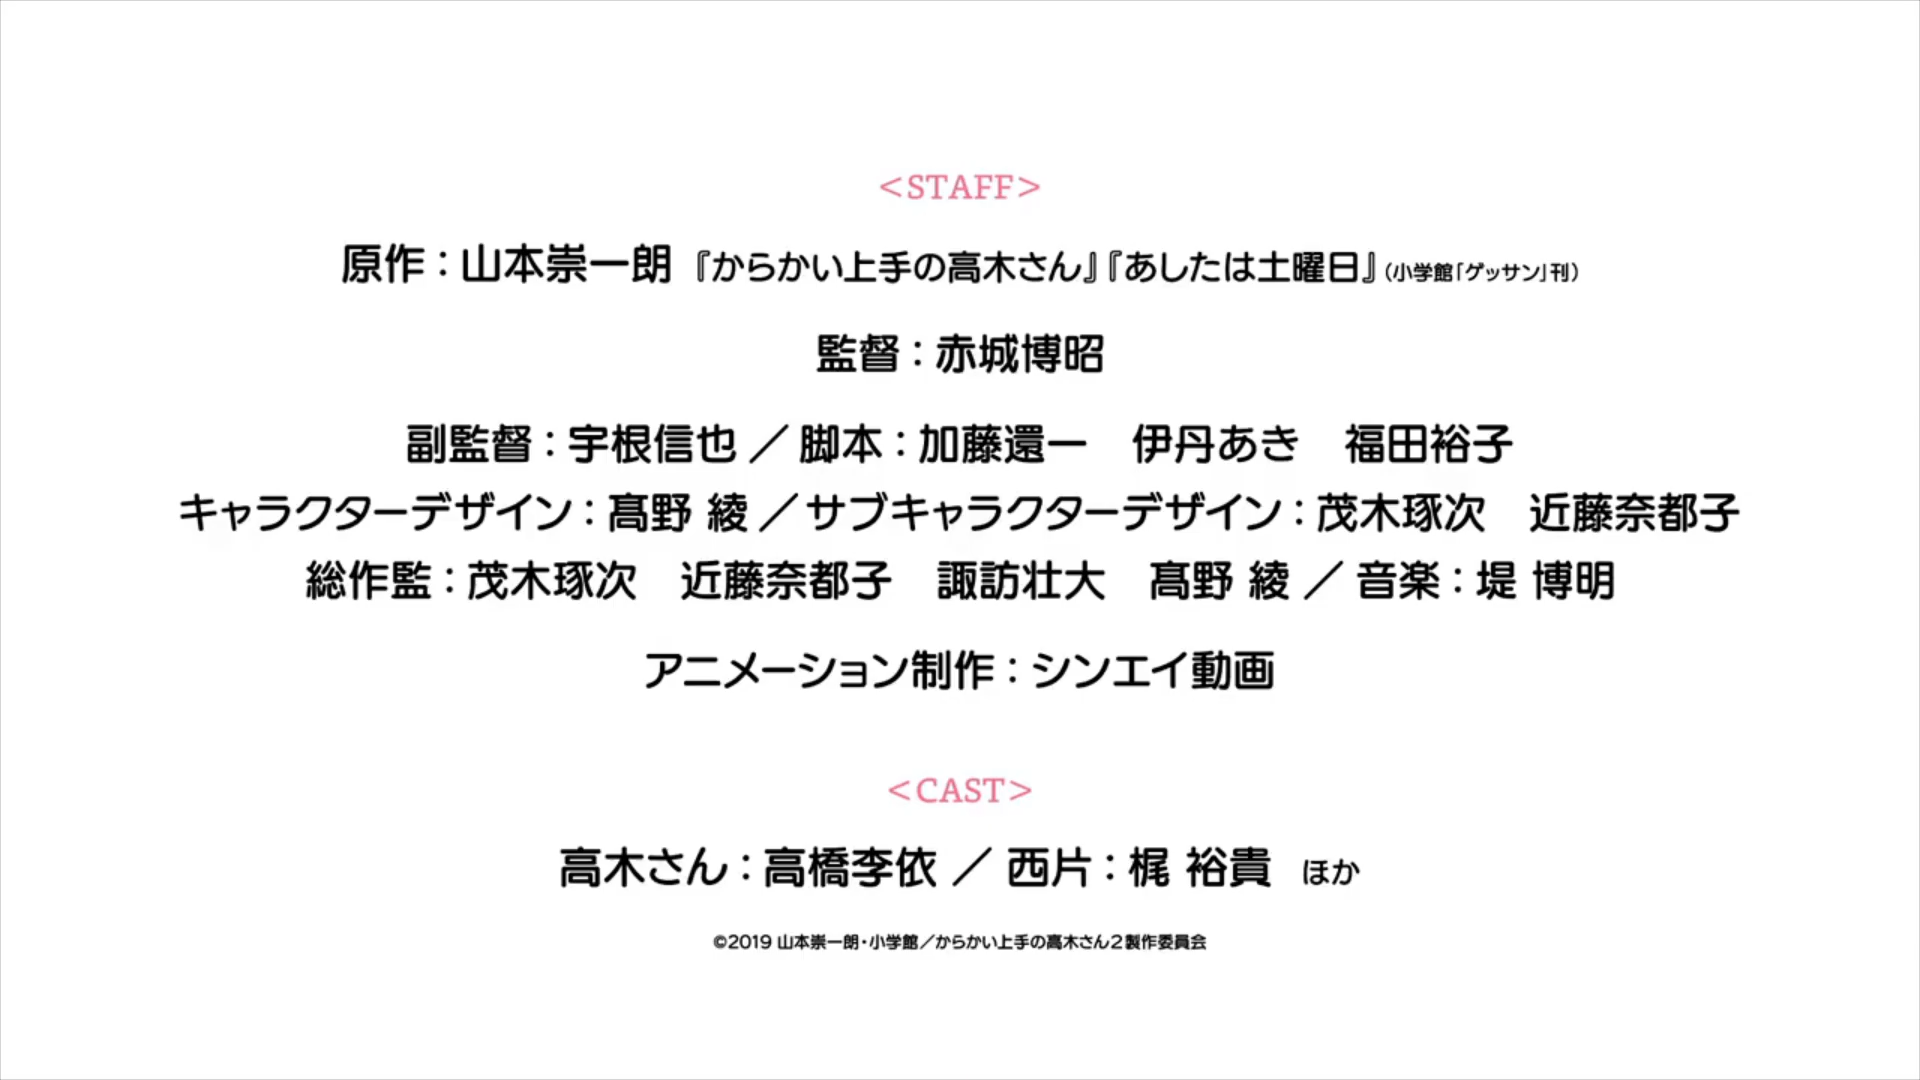 <STAFF>
原作：山本崇一朗 『からかい上手の高木さん』『あしたは土曜日』（小学館「ゲッサン」刊）
監督：赤城博昭
副監督：宇根信也 ／ 脚本：加藤還一　伊丹あき　福田裕子
キャラクターデザイン：髙野 綾 ／ サブキャラクターデザイン：茂木琢次　近藤奈都子
総作監：茂木琢次　近藤奈都子　諏訪壮大　髙野 綾 ／ 音楽：堤 博明
アニメーション制作：シンエイ動画
<CAST>
高木さん：高橋李依 ／ 西片：梶 裕貴 ほか
©2019 山本崇一朗・小学館／からかい上手の高木さん２製作委員会